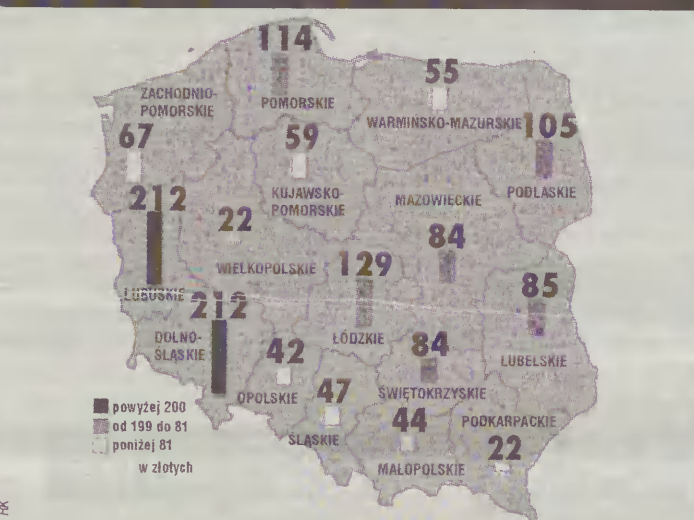 114
POMORSKIE
55
WARMIŃSKO-MAZURSKIE
ZACHODNIO-
POMORSKIE
67
59
KUJAWSKO-
POMORSKIE
105
PODLASKIE
MAZOWIECKIE
84
212
LUBUSKIE
22
WIELKOPOLSKIE
129
ŁÓDZKIE
85
LUBELSKIE
212
DOLNO-
ŚLĄSKIE
42
OPOLSKIE
84
ŚWIĘTOKRZYSKIE
47
ŚLĄSKIE
44
MAŁOPOLSKIE
PODKARPACKIE
22
powyżej 200
od 199 do 81
poniżej 81
w złotych